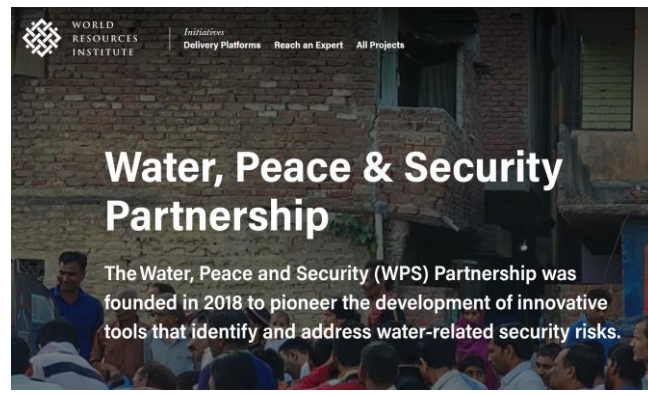 WORLD
RESOURCES
INSTITUTE
Initiatives
Delivery Platforms Reach an Expert All Projects
Water, Peace & Security
Partnership
The Water, Peace and Security (WPS) Partnership was
founded in 2018 to pioneer the development of innovative
tools that identify and address water-related security risks.